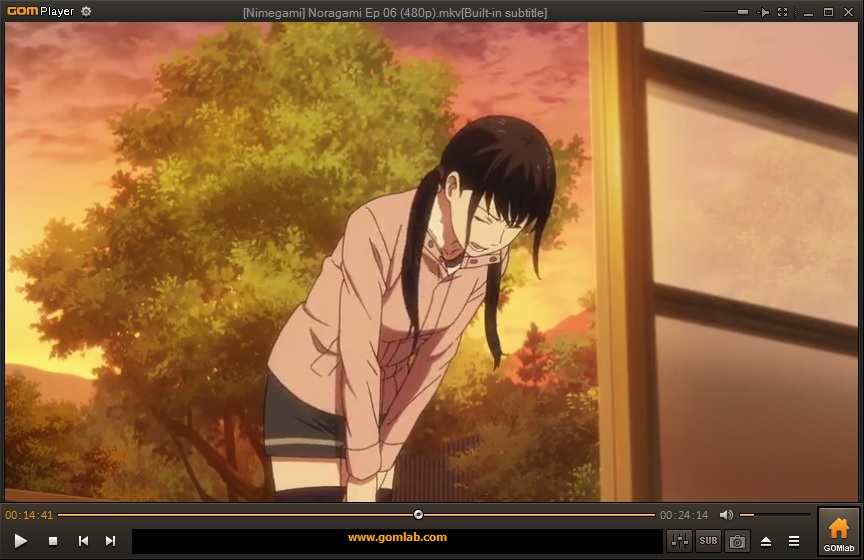 GOM Player
[Nimegami] Noragami Ep 06 (480p).mkv[Built-in subtitle]
00:14:41
00:24:14
www.gomlab.com
SUB
GOMlab